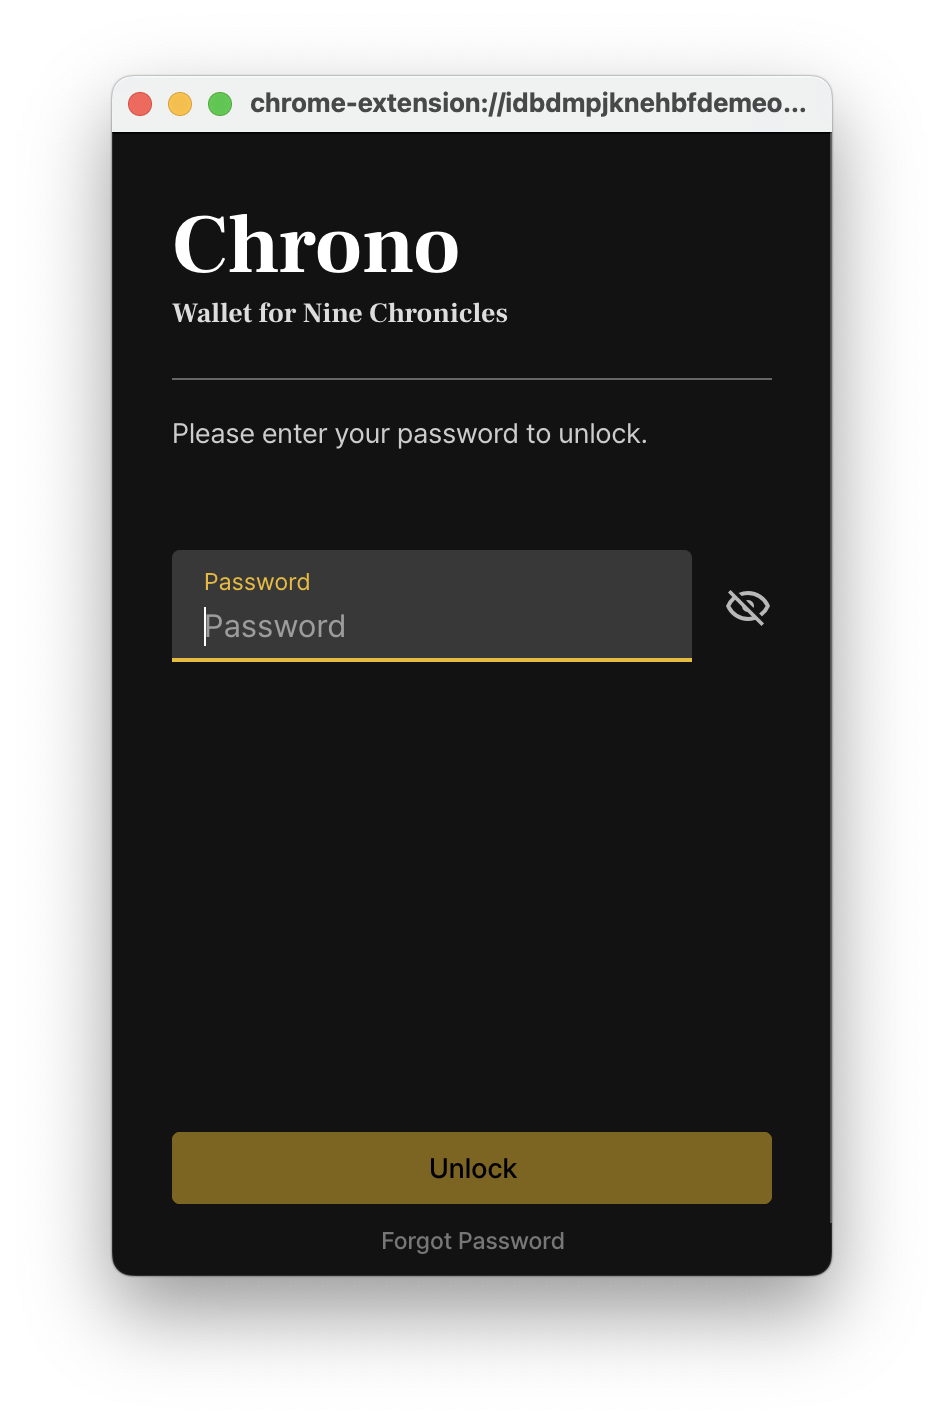 chrome-extension://idbdmpjknehbfdemeo...
Chrono
Wallet for Nine Chronicles
Please enter your password to unlock.
Password
Password
Unlock
Forgot Password